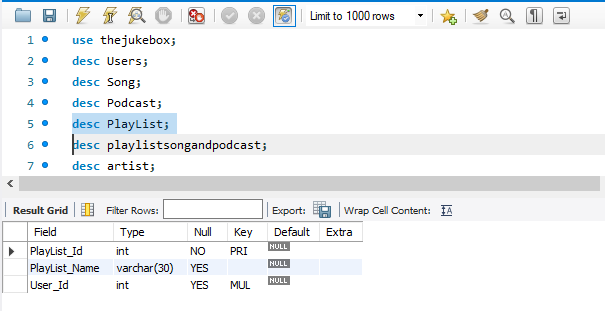 Limit to 1000 rows
1 use thejukebox;
2 desc Users;
3 desc Song;
4 desc Podcast;
5 desc PlayList;
6 desc playlistsongandpodcast;
7 desc artist;
Result Grid Filter Rows: Export: Wrap Cell Content: IA
Field Type Null Key Default Extra
PlayList_Id int NO PRI NULL
PlayList_Name varchar(30) YES NULL
User_Id int YES MUL NULL